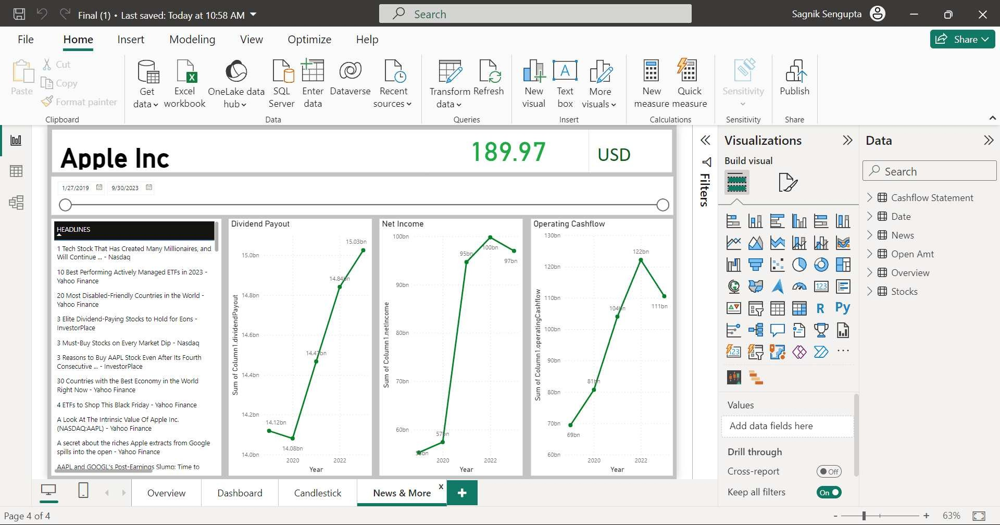 Final (1) • Last saved: Today at 10:58 AM
Search
Sagnik Sengupta
File
Home
Insert
Modeling
View
Optimize
Help
Share
Paste
Cut
Copy
Format painter
Clipboard
Get data
Excel workbook
OneLake data hub
SQL Server
Enter data
Dataverse
Recent sources
Data
Transform data
Refresh
Queries
New visual
A
Text box
More visuals
Insert
New measure
Quick measure
Calculations
Sensitivity
Sensitivity
Publish
Share
Apple Inc
189.97
USD
1/27/2019
9/30/2023
HEADLINES
1 Tech Stock That Has Created Many Millionaires, and
Will Continue ... - Nasdaq
10 Best Performing Actively Managed ETFs in 2023 -
Yahoo Finance
20 Most Disabled-Friendly Countries in the World -
Yahoo Finance
3 Elite Dividend-Paying Stocks to Hold for Eons -
InvestorPlace
3 Must-Buy Stocks on Every Market Dip - Nasdaq
3 Reasons to Buy AAPL Stock Even After Its Fourth
Consecutive ... - InvestorPlace
30 Countries with the Best Economy in the World
Right Now - Yahoo Finance
4 ETFs to Shop This Black Friday - Yahoo Finance
A Look At The Intrinsic Value Of Apple Inc.
(NASDAQ:AAPL) - Yahoo Finance
A secret about the riches Apple extracts from Google
spills into the open - Yahoo Finance
AAPL and GOOGL's Post-Earnings Slump: Time to
Dividend Payout
Sum of Column1.dividendPayout
15.0bn
14.8bn
14.6bn
14.4bn
14.2bn
14.0bn
14.12bn
14.08bn
14.47bn
14.84bn
15.03bn
2020
2022
Year
Net Income
Sum of Column1.netIncome
100bn
90bn
80bn
70bn
60bn
57bn
95bn
100bn
97bn
2020
2022
Year
Operating Cashflow
Sum of Column1.operatingCashflow
130bn
120bn
110bn
100bn
90bn
80bn
70bn
60bn
69bn
81bn
104bn
122bn
111bn
2020
2022
Year
Filters
Visualizations
Build visual
123
R
Py
123
Values
Add data fields here
Drill through
Cross-report
Off
Keep all filters
On
Data
Search
Cashflow Statement
Date
News
Open Amt
Overview
Stocks
Overview
Dashboard
Candlestick
News & More
x
+
Page 4 of 4
- +
63%